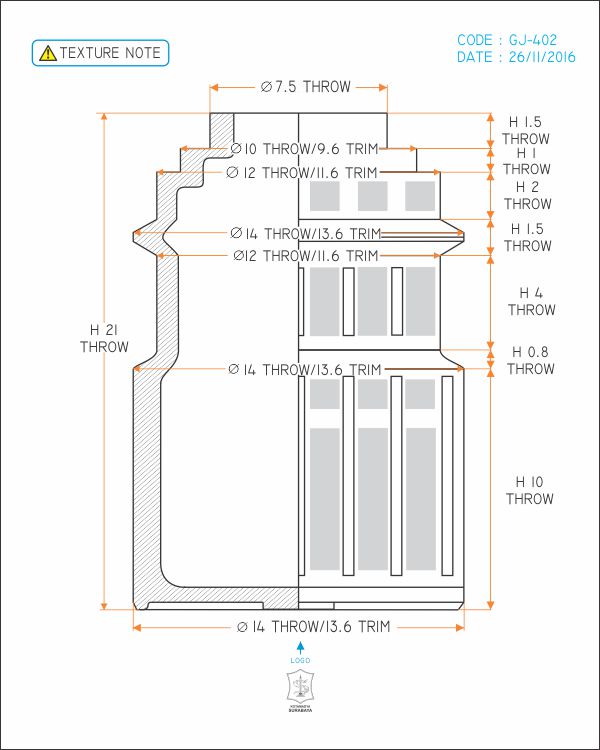 TEXTURE NOTE
CODE : GJ-402
DATE : 26/11/2016
Ø 7.5 THROW
H 1.5
THROW
Ø10 THROW/9.6 TRIM
H 1
THROW
Ø 12 THROW/11.6 TRIM
H 2
THROW
Ø 14 THROW/13.6 TRIM
H 1.5
THROW
Ø12 THROW/11.6 TRIM
H 4
THROW
H 21
THROW
H 0.8
THROW
Ø 14 THROW/13.6 TRIM
H 10
THROW
Ø 14 THROW/13.6 TRIM
LOGO
KOTAMADYA
SURABAYA